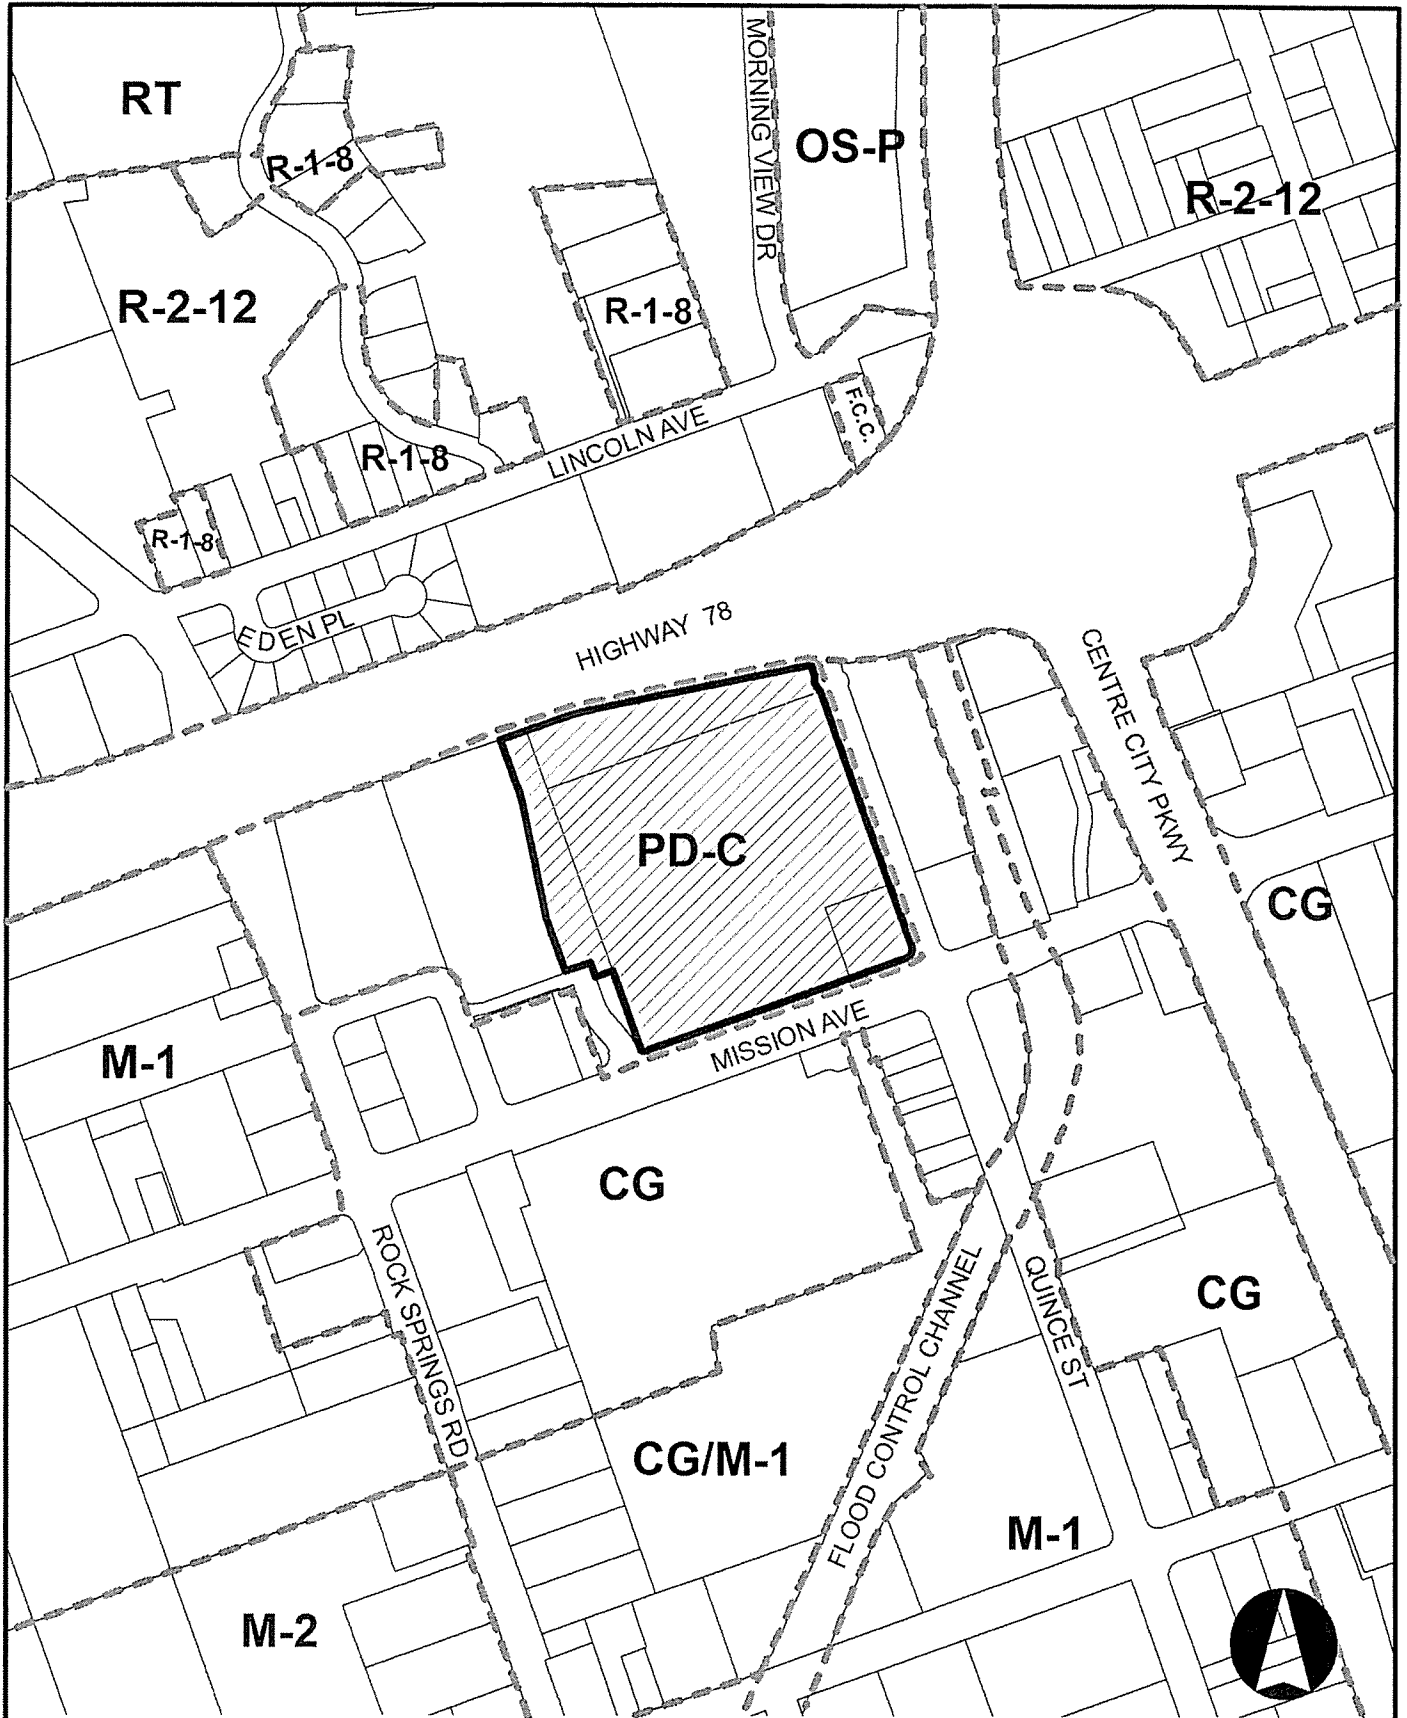 RT
MORNING VIEW DR
OS-P
R-1-8
R-2-12
R-2-12
R-1-8
F.C.C.
LINCOLN AVE
R-1-8
R-1-8
EDEN PL
HIGHWAY 78
CENTRE CITY PKWY
PD-C
CG
MISSION AVE
M-1
CG
ROCK SPRINGS RD
FLOOD CONTROL CHANNEL
QUINCE ST
CG
CG/M-1
M-1
M-2